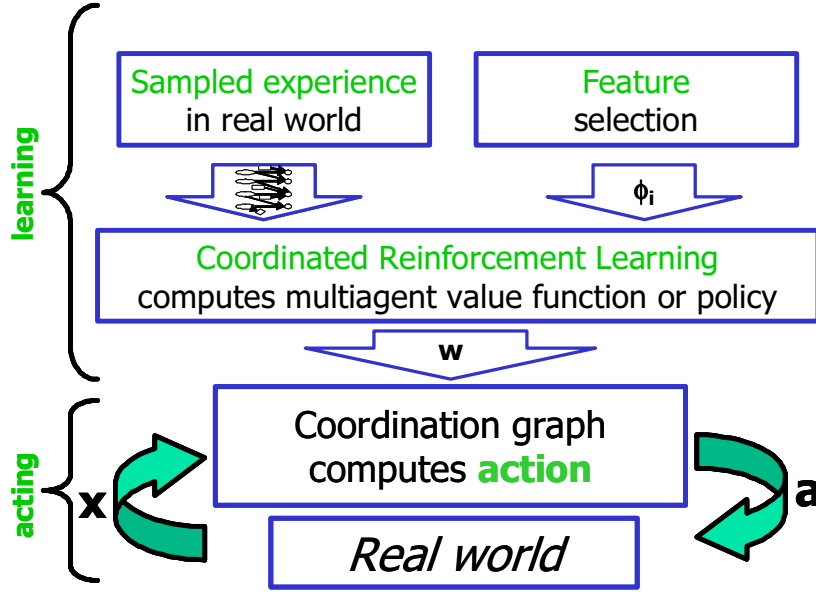 learning
Sampled experience
in real world
Feature
selection
ϕi
Coordinated Reinforcement Learning
computes multiagent value function or policy
w
acting
x
Coordination graph
computes action
a
Real world